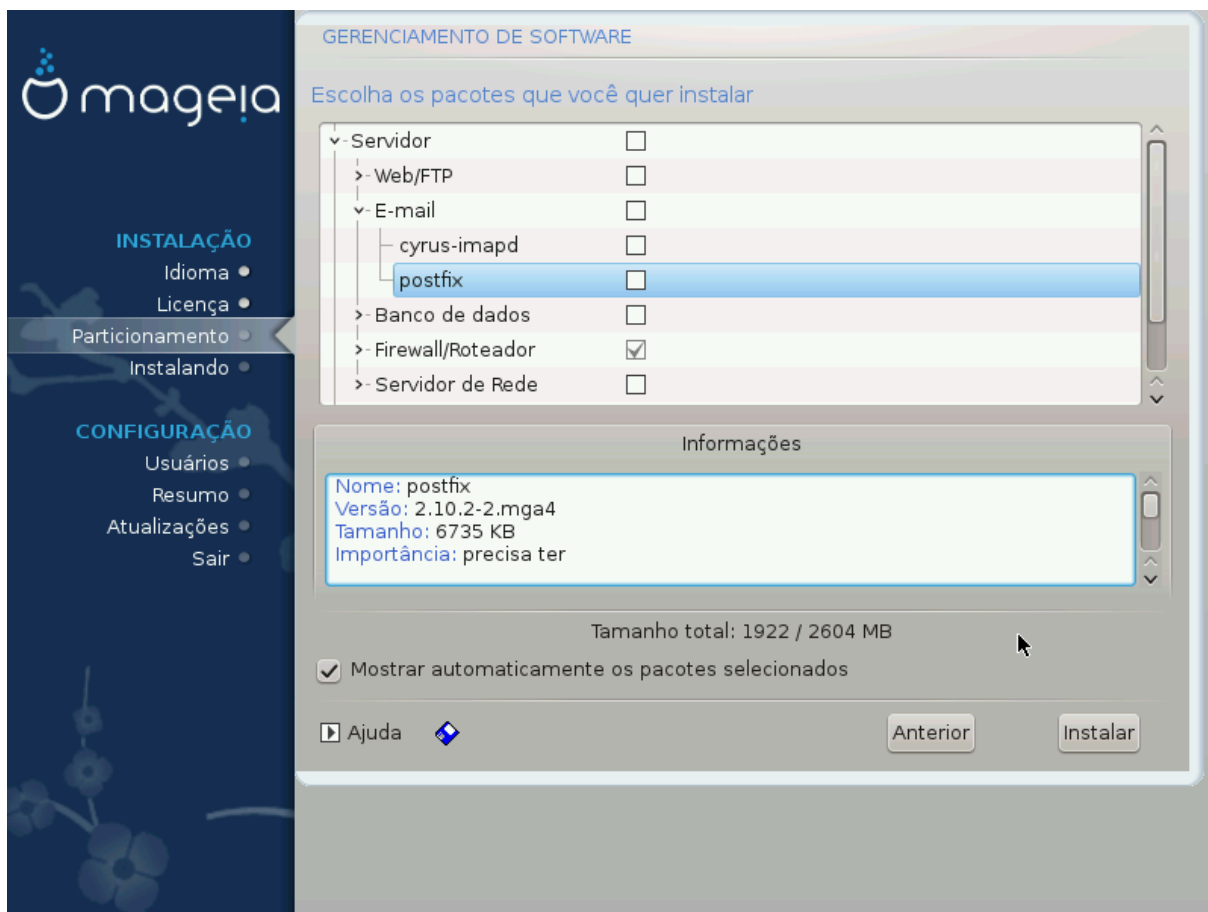 mageia
INSTALAÇÃO
Idioma
Licença
Particionamento
Instalando
CONFIGURAÇÃO
Usuários
Resumo
Atualizações
Sair
GERENCIAMENTO DE SOFTWARE
Escolha os pacotes que você quer instalar
Servidor
Web/FTP
E-mail
cyrus-imapd
postfix
Banco de dados
Firewall/Roteador
Servidor de Rede
Informações
Nome: postfix
Versão: 2.10.2-2.mga4
Tamanho: 6735 KB
Importância: precisa ter
Tamanho total: 1922 / 2604 MB
Mostrar automaticamente os pacotes selecionados
Ajuda
Anterior
Instalar